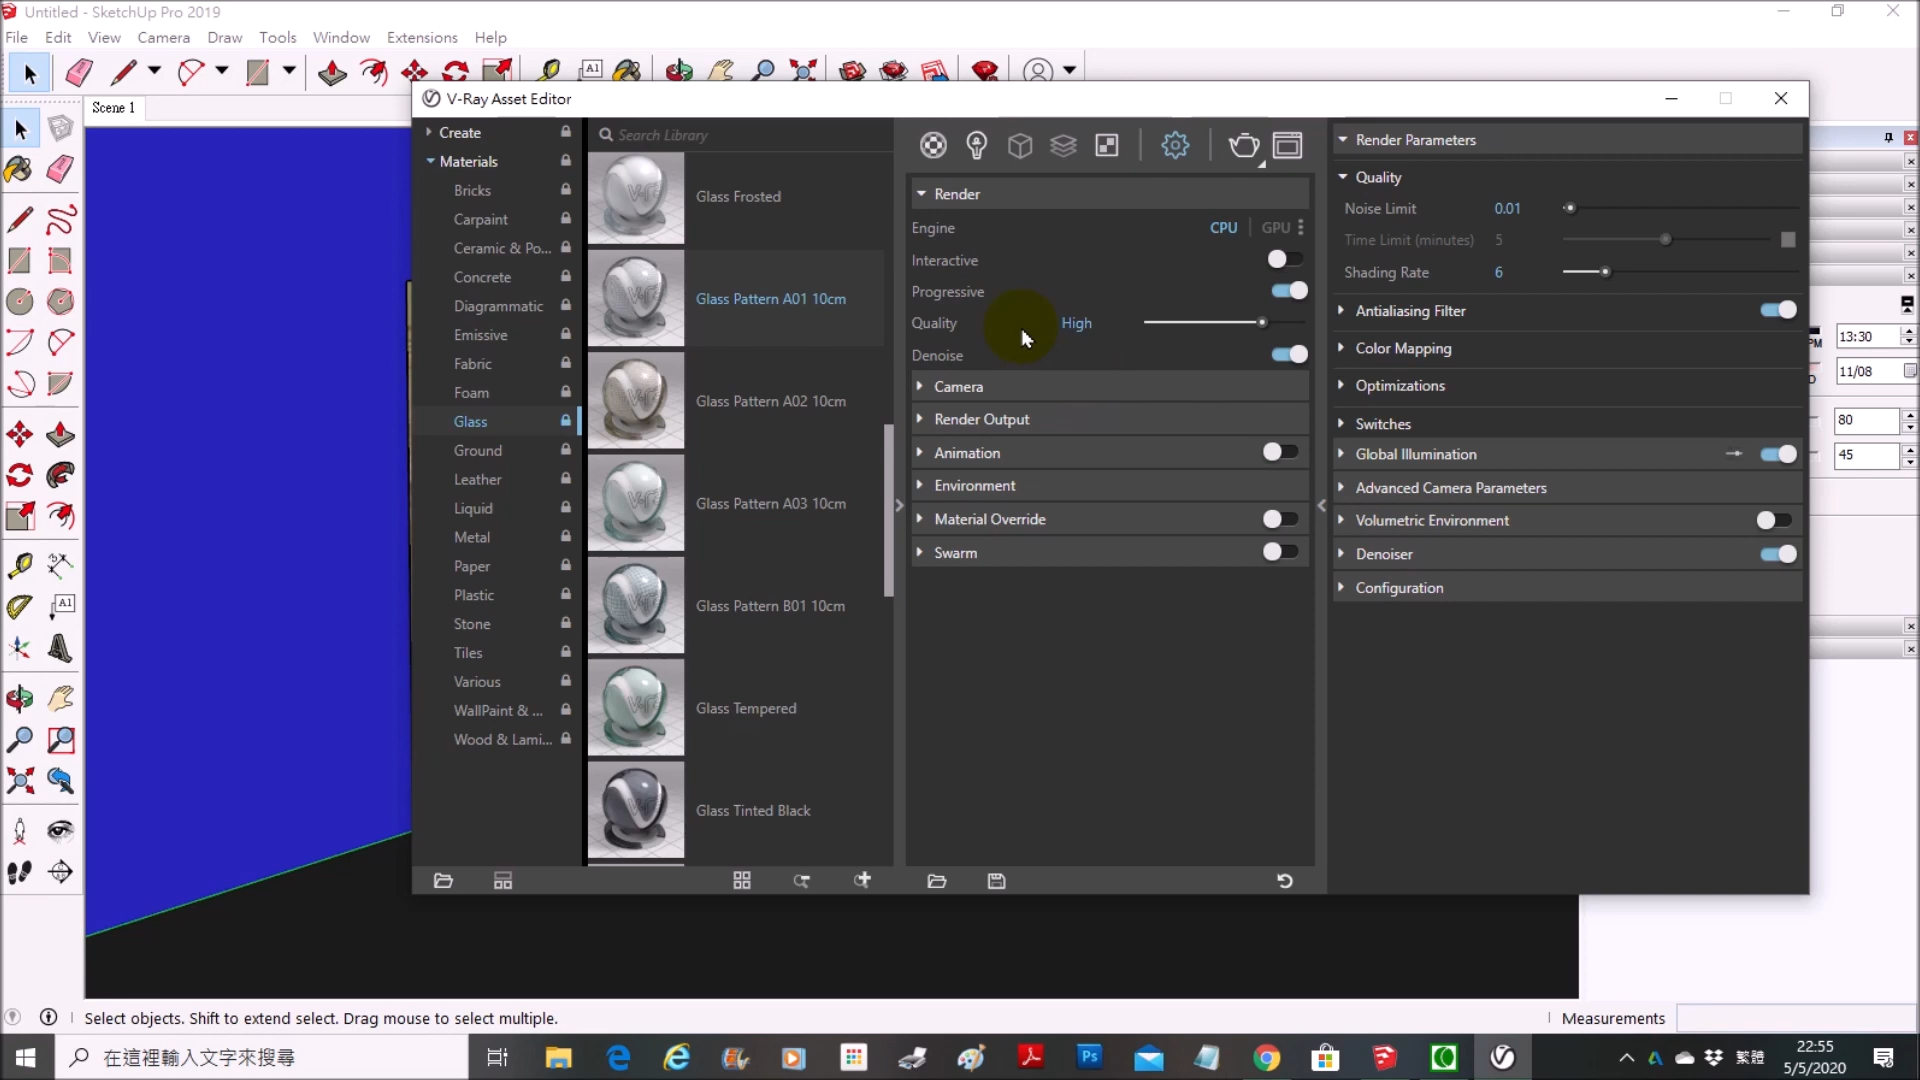 Untitled - SketchUp Pro 2019
File Edit View Camera Draw Tools Window Extensions Help
Scene 1
V-Ray Asset Editor
Create
Materials
Bricks
Carpaint
Ceramic & Po...
Concrete
Diagrammatic
Emissive
Fabric
Foam
Glass
Ground
Leather
Liquid
Metal
Paper
Plastic
Stone
Tiles
Various
WallPaint & ...
Wood & Lami...
Search Library
Glass Frosted
Glass Pattern A01 10cm
Glass Pattern A02 10cm
Glass Pattern A03 10cm
Glass Pattern B01 10cm
Glass Tempered
Glass Tinted Black
Render
Engine CPU GPU
Interactive
Progressive
Quality High
Denoise
Camera
Render Output
Animation
Environment
Material Override
Swarm
Render Parameters
Quality
Noise Limit 0.01
Time Limit (minutes) 5
Shading Rate 6
Antialiasing Filter
Color Mapping
Optimizations
Switches
Global Illumination
Advanced Camera Parameters
Volumetric Environment
Denoiser
Configuration
PM 13:30
11/08
80
45
Select objects. Shift to extend select. Drag mouse to select multiple.
Measurements
在這裡輸入文字來搜尋
Ps
繁體
22:55
5/5/2020